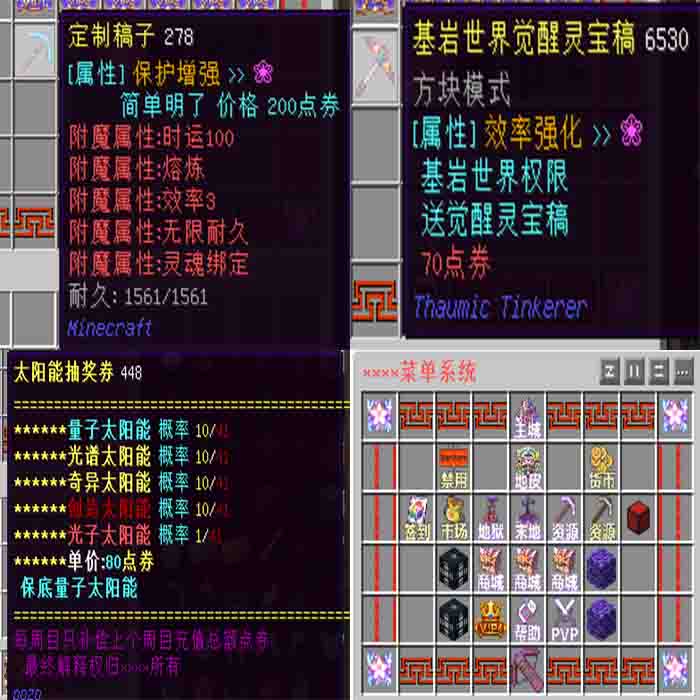 定制稿子 278
[属性] 保护增强 >>
简单明了 价格 200点券
附魔属性:时运100
附魔属性:熔炼
附魔属性:效率3
附魔属性:无限耐久
附魔属性:灵魂绑定
耐久: 1561/1561
Minecraft
基岩世界觉醒灵宝稿 6530
方块模式
[属性] 效率强化 >>
基岩世界权限
送觉醒灵宝稿
70点券
Thaumic Tinkerer
太阳能抽奖券 448
******量子太阳能 概率 10/41
******光谱太阳能 概率 10/41
******奇异太阳能 概率 10/41
******创造太阳能 概率 10/41
******光子太阳能 概率 1/41
******单价:80点券
保底量子太阳能
每周目只补偿上个周目充值总额点券
最终解释权归××××所有
××××菜单系统
主城
禁用 地皮 货币
签到 市场 地狱 末地 资源 资源
商城 商城 商城
VIP 帮助 PVP